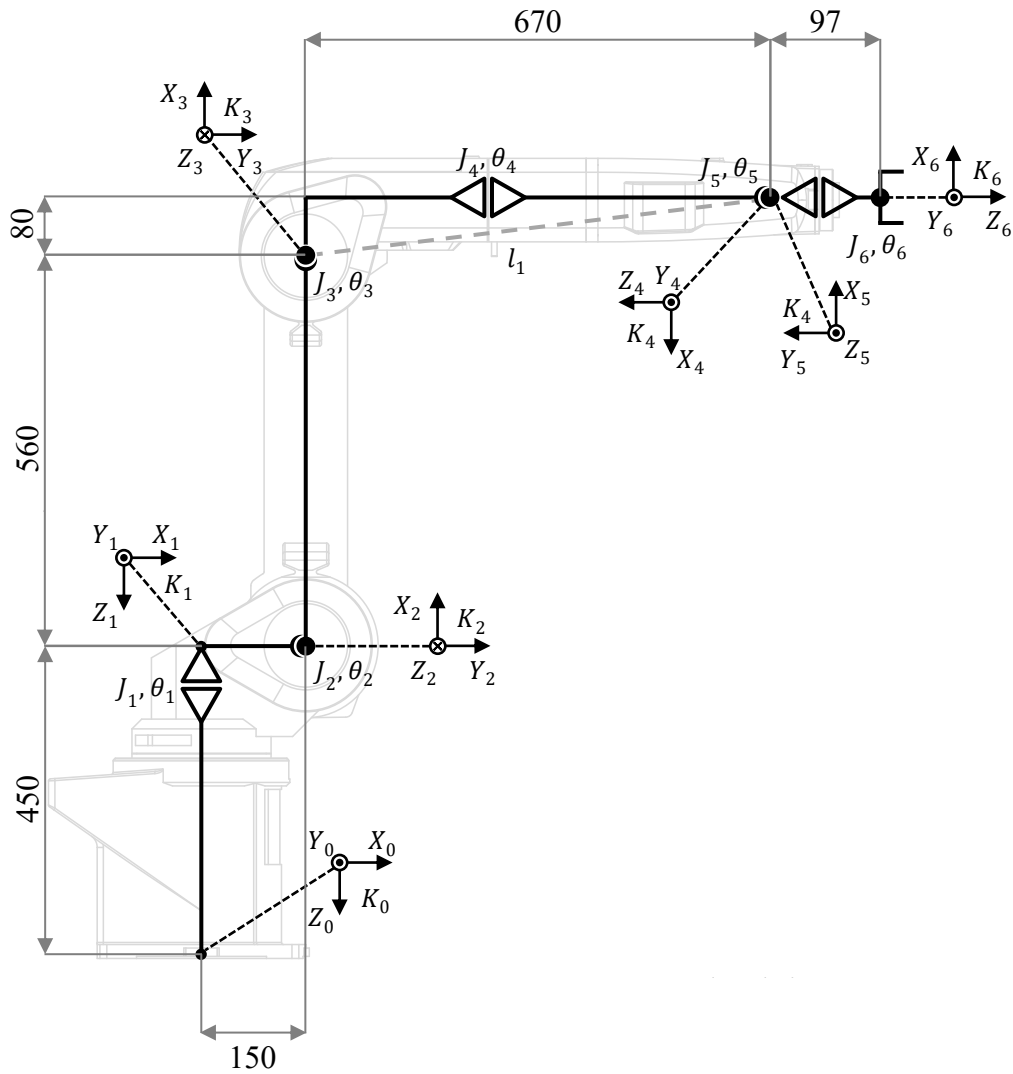 670
97
X₃
K₃
Z₃
Y₃
J₄, θ₄
J₅, θ₅
X₆
K₆
Y₆
Z₆
80
J₃, θ₃
l₁
J₆, θ₆
Z₄
Y₄
K₄
X₄
X₅
K₄
Y₅
Z₅
560
Y₁
X₁
K₁
Z₁
X₂
K₂
Z₂
Y₂
J₂, θ₂
J₁, θ₁
450
Y₀
X₀
Z₀
K₀
150